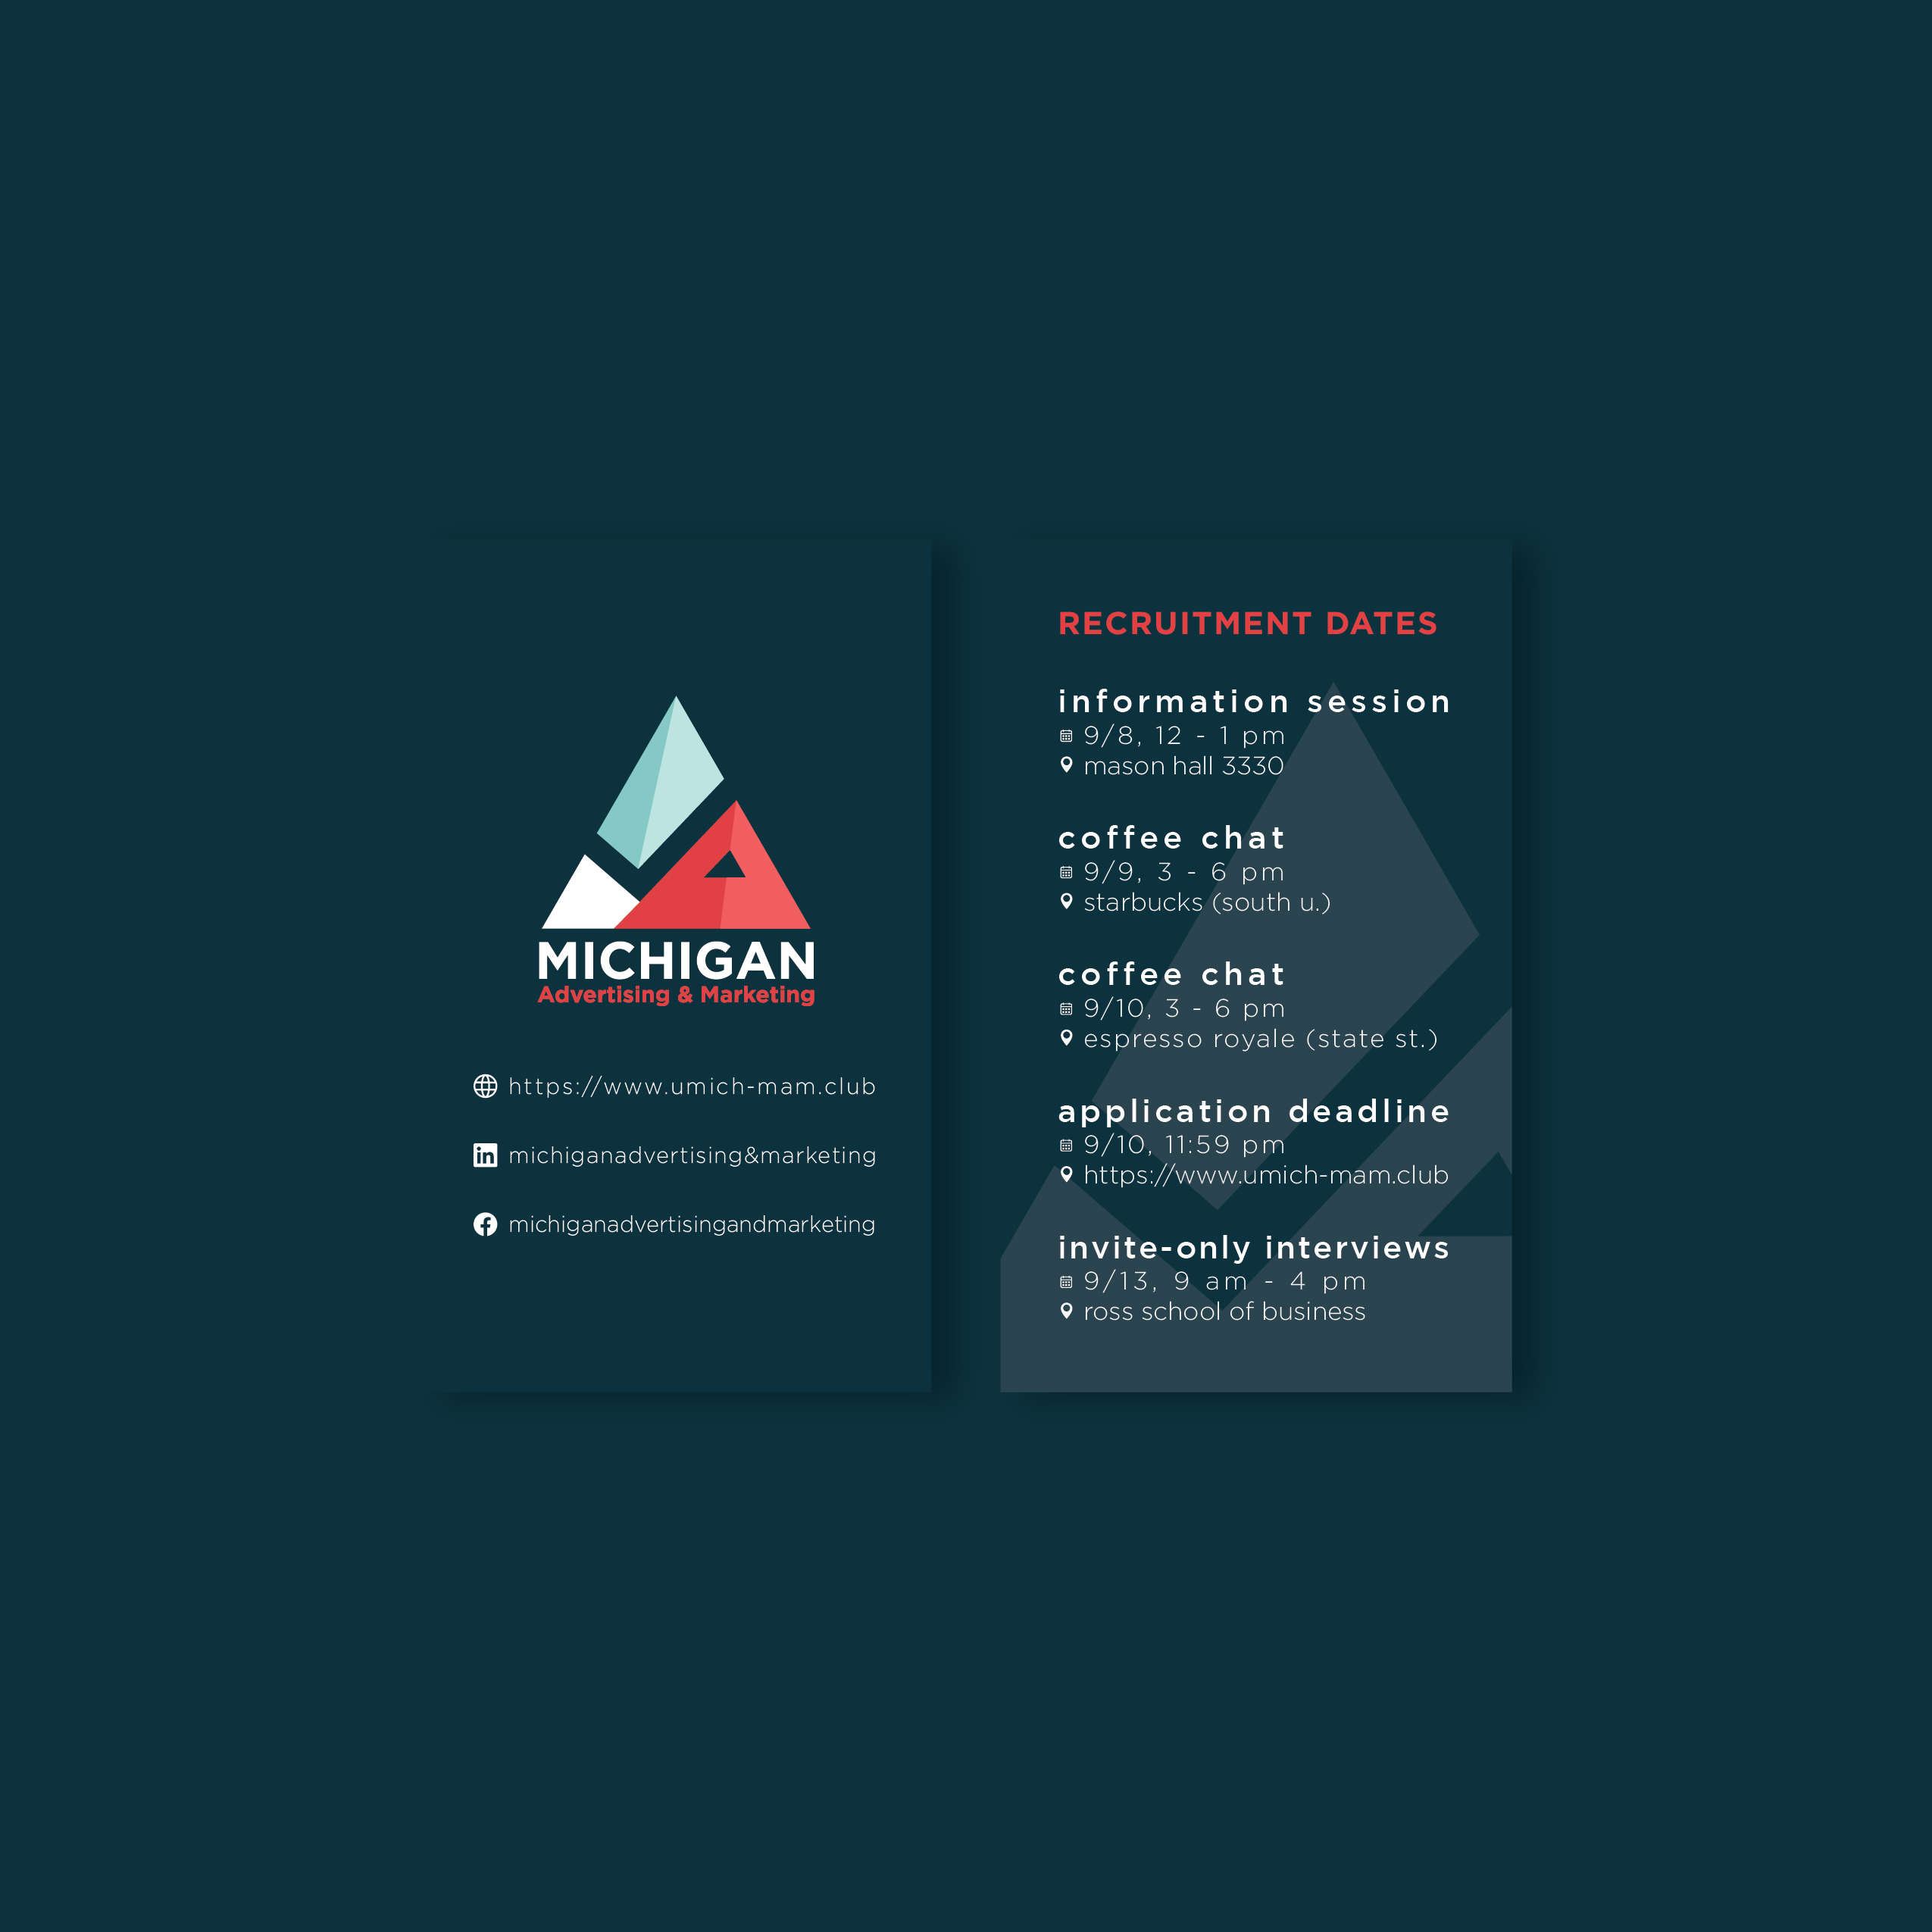 MICHIGAN
Advertising & Marketing
https://www.umich-mam.club
michiganadvertising&marketing
michiganadvertisingandmarketing
RECRUITMENT DATES
information session
9/8, 12 - 1 pm
mason hall 3330
coffee chat
9/9, 3 - 6 pm
starbucks (south u.)
coffee chat
9/10, 3 - 6 pm
espresso royale (state st.)
application deadline
9/10, 11:59 pm
https://www.umich-mam.club
invite-only interviews
9/13, 9 am - 4 pm
ross school of business